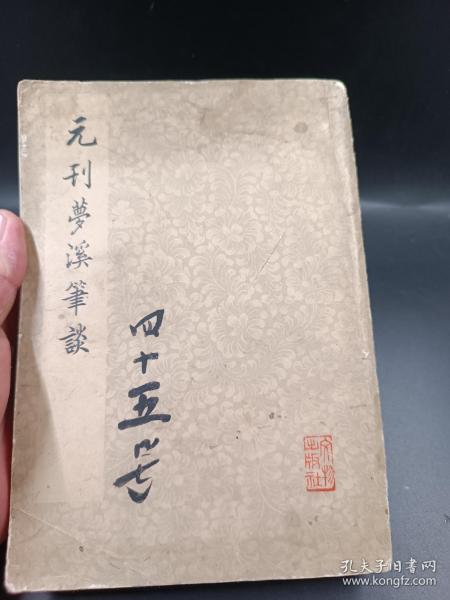 元刊夢溪筆談
四十五
文物
出版社
孔夫子旧书网
www.kongfz.com